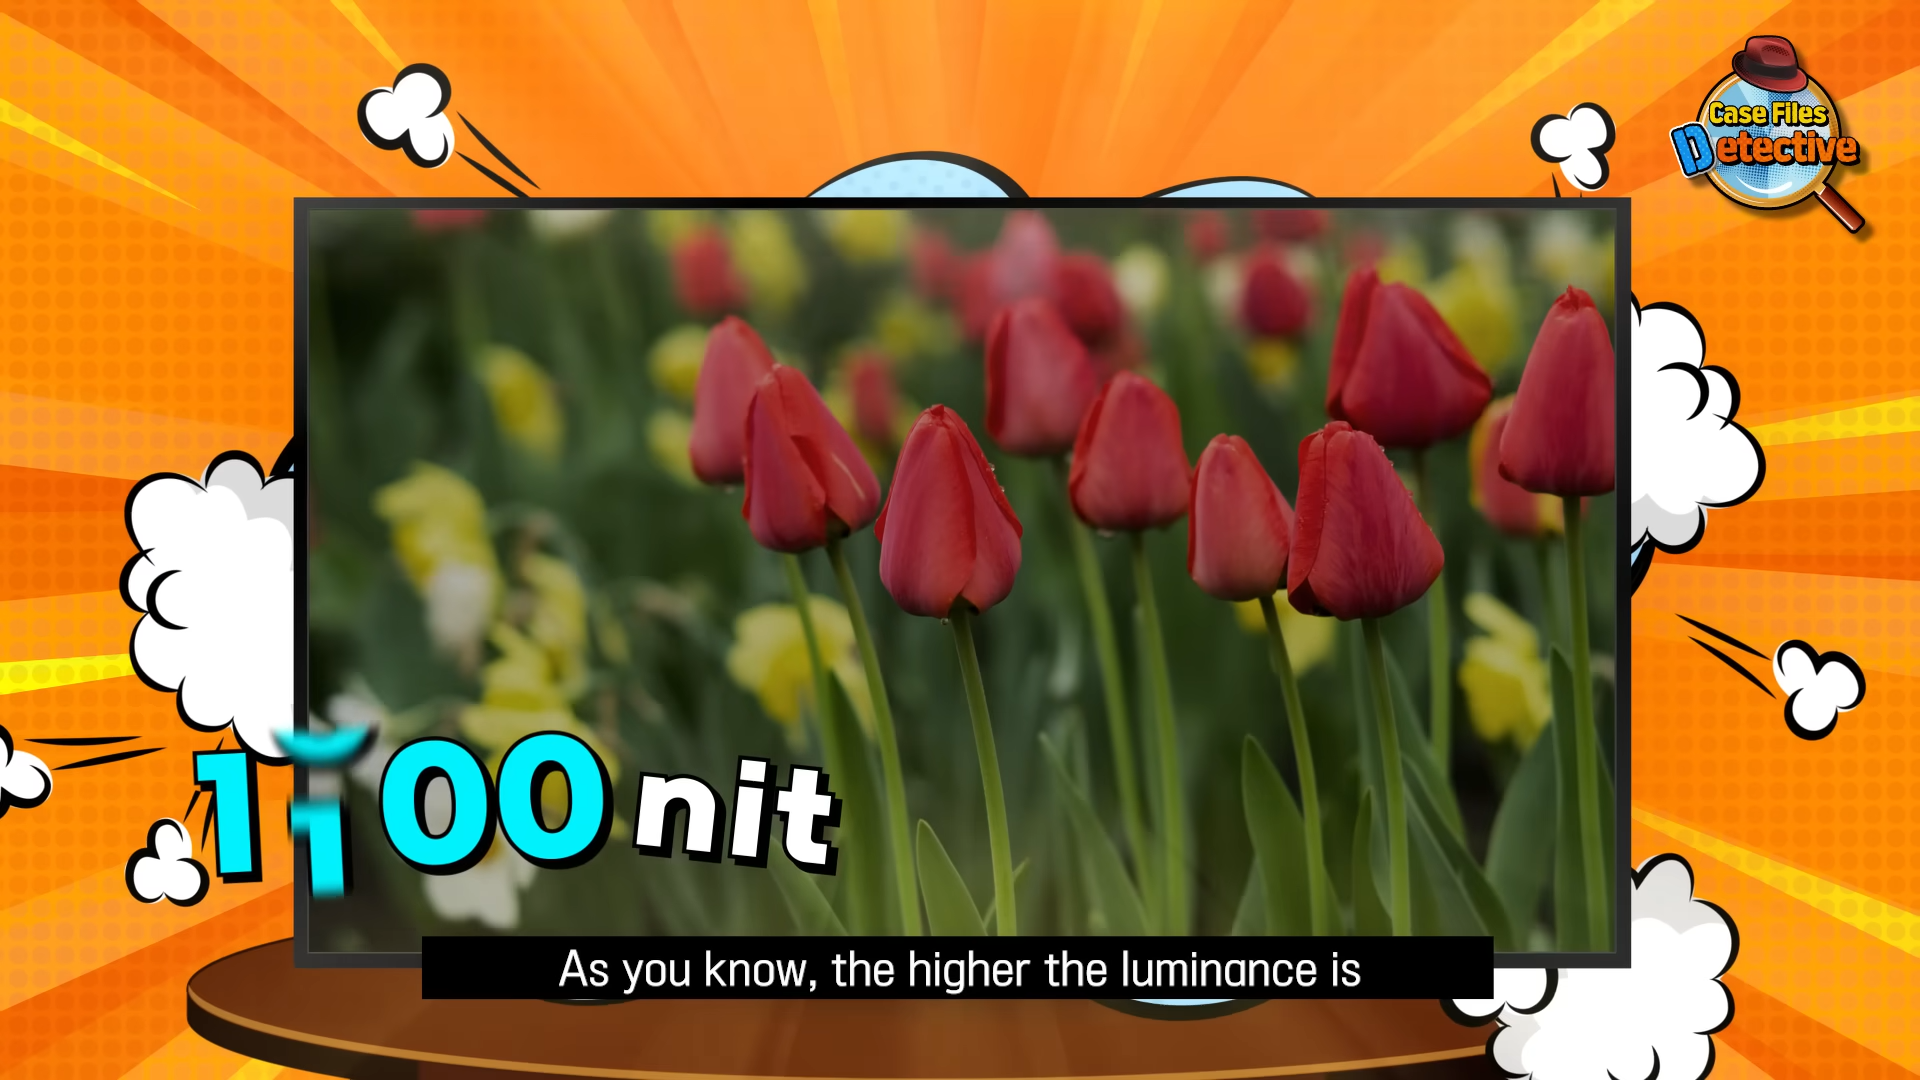 Case Files
Detective
nit
As you know, the higher the luminance is